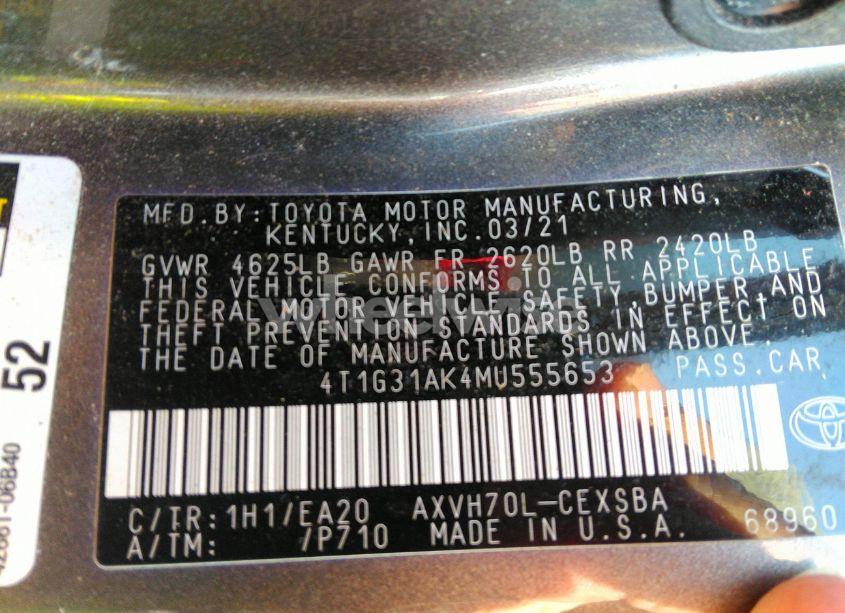 MFD. BY: TOYOTA MOTOR MANUFACTURING,
KENTUCKY, INC 03/21
GVWR 4625LB GAWR FR 2620LB RR 2420LB
THIS VEHICLE CONFORMS TO ALL APPLICABLE
FEDERAL MOTOR VEHICLE SAFETY, BUMPER AND
THEFT PREVENTION STANDARDS IN EFFECT ON
THE DATE OF MANUFACTURE SHOWN ABOVE.
4T1G31AK4MU555653 PASS. CAR
C/TR: 1H1/EA20 AXVH70L-CEXSBA
A/TM: /P710 MADE IN U.S.A. 68960
52
42661-06B40